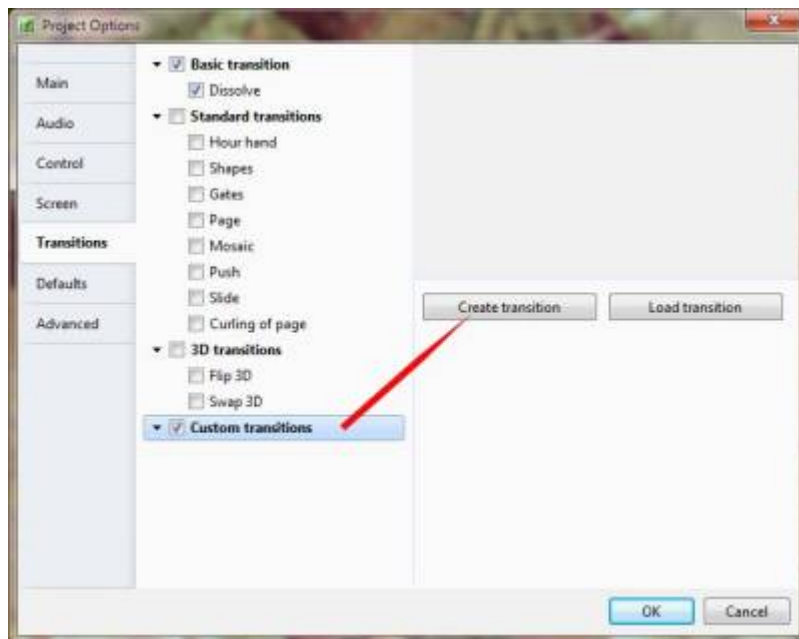 Project Options
Main
Audio
Control
Screen
Transitions
Defaults
Advanced
Basic transition
Dissolve
Standard transitions
Hour hand
Shapes
Gates
Page
Mosaic
Push
Slide
Curling of page
3D transitions
Flip 3D
Swap 3D
Custom transitions
Create transition
Load transition
OK
Cancel